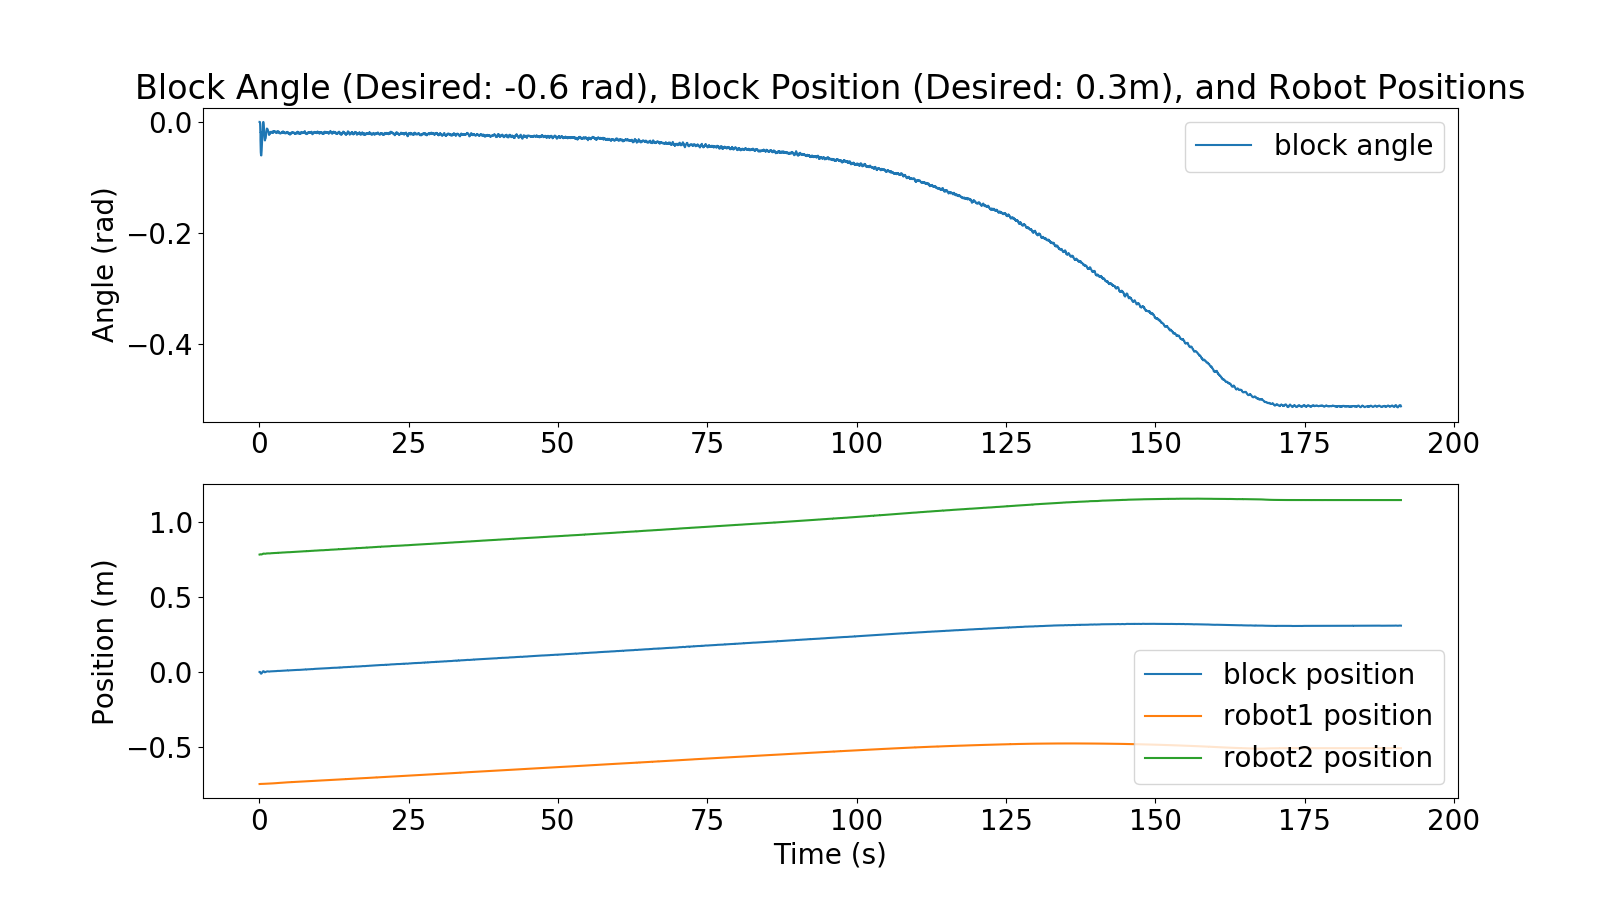 Block Angle (Desired: -0.6 rad), Block Position (Desired: 0.3m), and Robot Positions
0.0
−0.2
−0.4
Angle (rad)
block angle
0 25 50 75 100 125 150 175 200
1.0
0.5
0.0
−0.5
Position (m)
block position
robot1 position
robot2 position
0 25 50 75 100 125 150 175 200
Time (s)